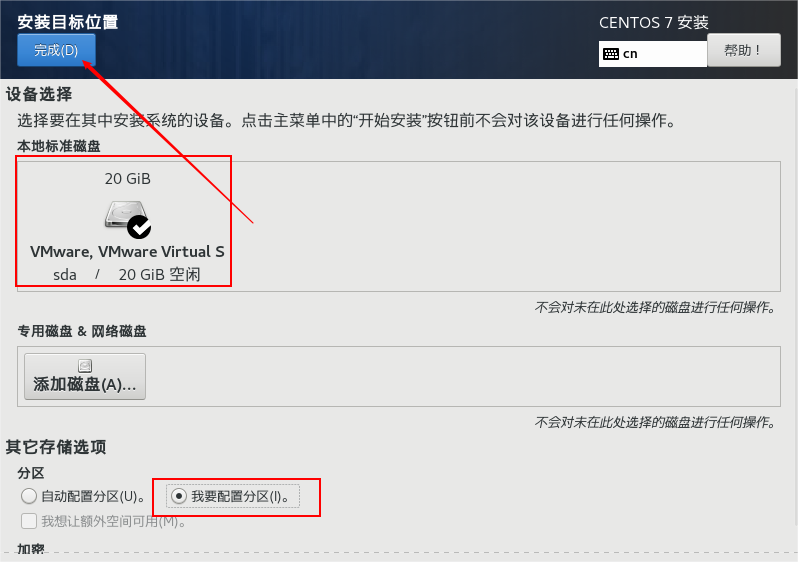 安装目标位置
CENTOS 7 安装
完成(D)
cn
帮助！
设备选择
选择要在其中安装系统的设备。点击主菜单中的“开始安装”按钮前不会对该设备进行任何操作。
本地标准磁盘
20 GiB
VMware, VMware Virtual S
sda / 20 GiB 空闲
不会对未在此处选择的磁盘进行任何操作。
专用磁盘 & 网络磁盘
添加磁盘(A)...
不会对未在此处选择的磁盘进行任何操作。
其它存储选项
分区
自动配置分区(U)。 我要配置分区(I)。
我想让额外空间可用(M)。
加密